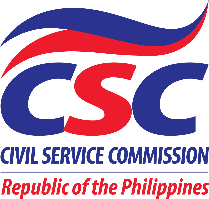 CSC
CIVIL SERVICE COMMISSION
Republic of the Philippines